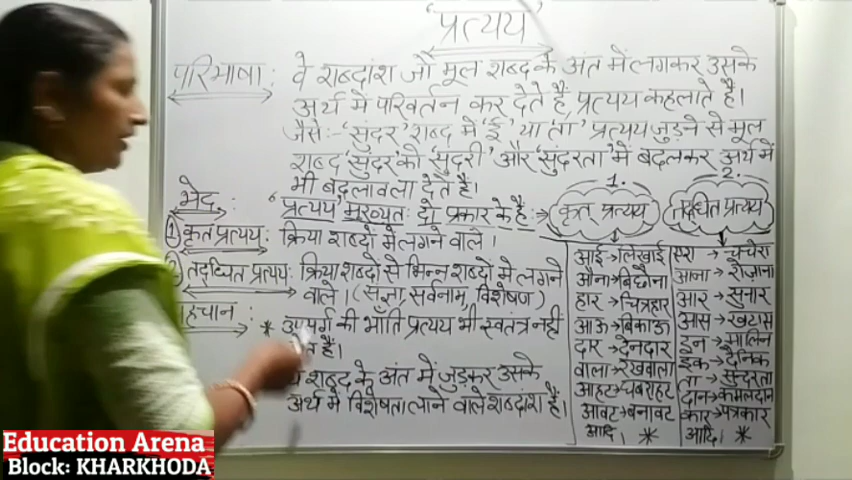 'प्रत्यय'
परिभाषा: वे शब्दांश जो मूल शब्द के अंत में लगकर उसके
अर्थ में परिवर्तन कर देते हैं, प्रत्यय कहलाते हैं।
जैसे:- 'सुंदर' शब्द में 'ई' या 'ता' प्रत्यय जुड़ने से मूल
शब्द 'सुंदर' को 'सुंदरी' और 'सुंदरता' में बदलकर अर्थ में
भी बदलावला देते हैं।
भेद: 'प्रत्यय' मुख्यतः दो प्रकार के हैं:→
① कृत प्रत्यय: क्रिया शब्दों में लगने वाले।
तद्धित प्रत्यय: क्रिया शब्दों से भिन्न शब्दों में लगने
वाले। (संज्ञा, सर्वनाम, विशेषण)
* उपसर्ग की भाँति प्रत्यय भी स्वतंत्र नहीं
हैं।
शब्द के अंत में जुड़कर उसके
अर्थ में विशेषता लाने वाले शब्दांश हैं।
1.
कृत् प्रत्यय
आई→लिखाई
औना→बिछौना
हार→चित्रहार
आऊ→बिकाऊ
दार→देनदार
वाला→रखवाला
आहट→घबराहट
आवट→बनावट
आदि। *
2.
तद्धित प्रत्यय
एरा→चचेरा
आना→रोज़ाना
आर→सुनार
आस→खटास
इन→मालिन
इक→दैनिक
ता→सुंदरता
दान→कमलदान
कार→पत्रकार
आदि। *
Education Arena
Block: KHARKHODA